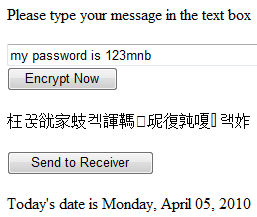 Please type your message in the text box
my password is 123mnb
Encrypt Now
Send to Receiver
Today's date is Monday, April 05, 2010